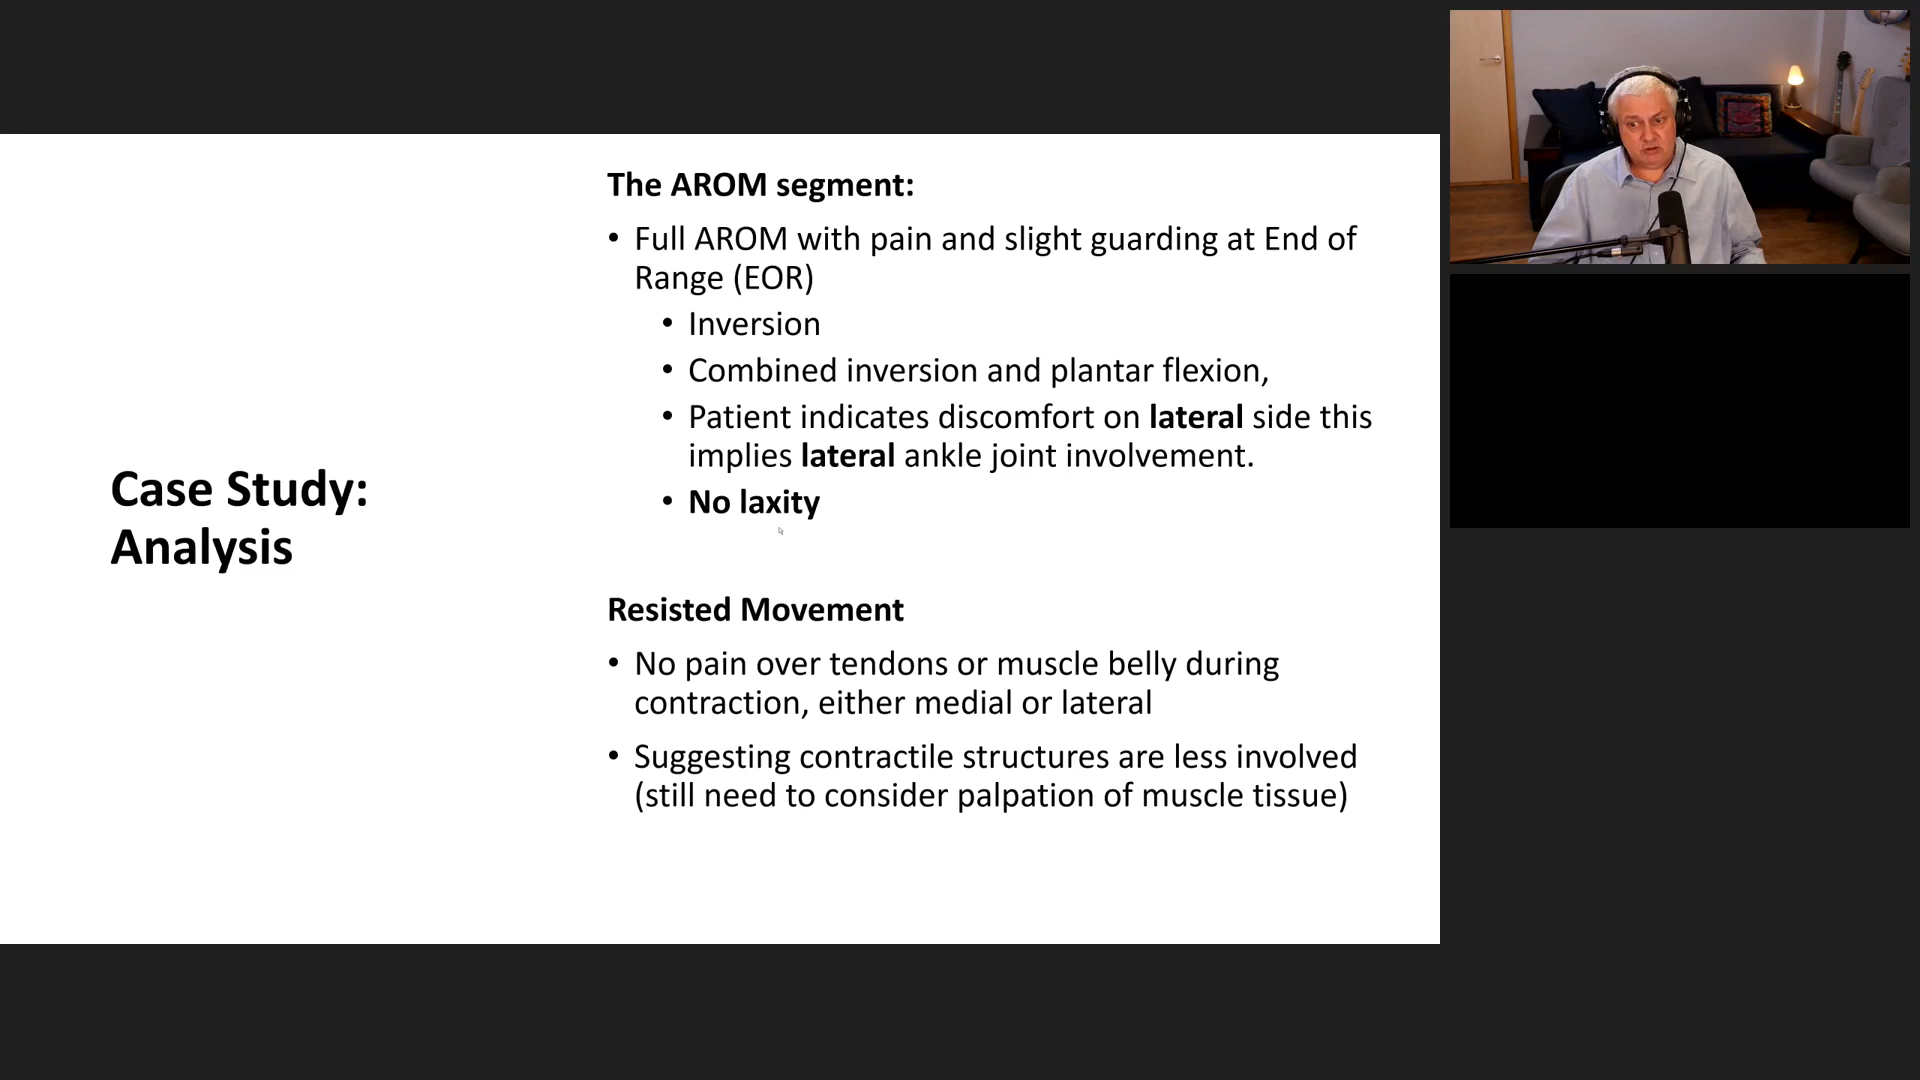 Case Study:
Analysis
The AROM segment:
• Full AROM with pain and slight guarding at End of
Range (EOR)
• Inversion
• Combined inversion and plantar flexion,
• Patient indicates discomfort on lateral side this
implies lateral ankle joint involvement.
• No laxity
Resisted Movement
• No pain over tendons or muscle belly during
contraction, either medial or lateral
• Suggesting contractile structures are less involved
(still need to consider palpation of muscle tissue)